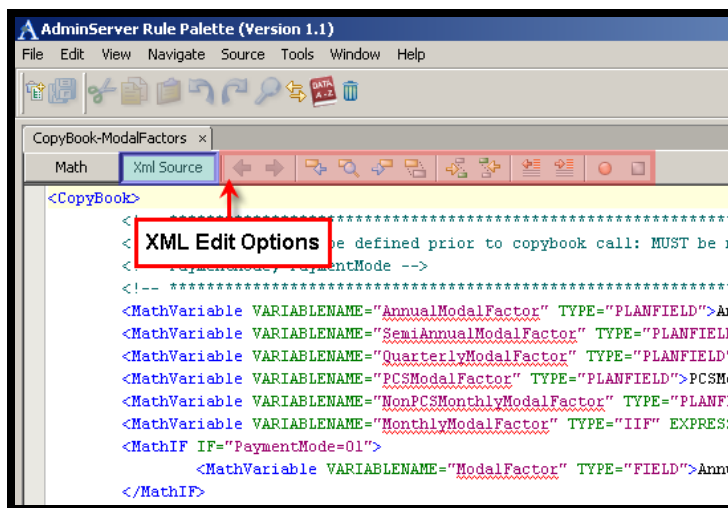 AdminServer Rule Palette (Version 1.1)
File Edit View Navigate Source Tools Window Help
DATA A-Z
CopyBook-ModalFactors ×
Math Xml Source
<CopyBook>
<!-- ************************************************************
XML Edit Options
< be defined prior to copybook call: MUST be
<! PaymentMode -->
<!-- ************************************************************
<MathVariable VARIABLENAME="AnnualModalFactor" TYPE="PLANFIELD">A
<MathVariable VARIABLENAME="SemiAnnualModalFactor" TYPE="PLANFIEL
<MathVariable VARIABLENAME="QuarterlyModalFactor" TYPE="PLANFIELD"
<MathVariable VARIABLENAME="PCSModalFactor" TYPE="PLANFIELD">PCSM
<MathVariable VARIABLENAME="NonPCSMonthlyModalFactor" TYPE="PLANF
<MathVariable VARIABLENAME="MonthlyModalFactor" TYPE="IIF" EXPRES
<MathIF IF="PaymentMode=01">
<MathVariable VARIABLENAME="ModalFactor" TYPE="FIELD">Ann
</MathIF>